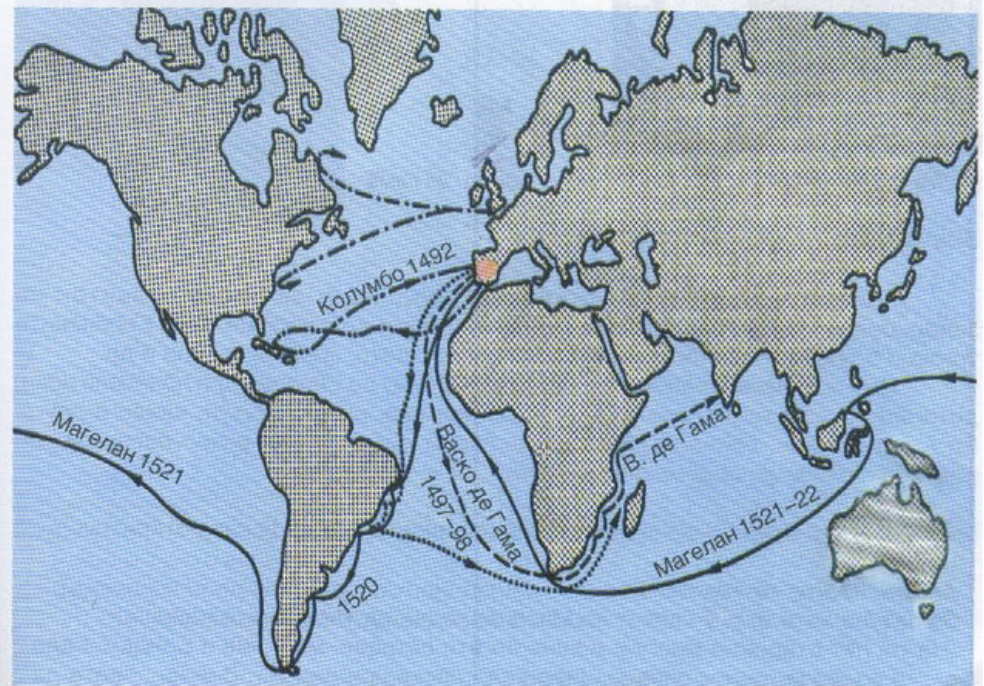 Колумбо 1492
Магелан 1521
Васко де Гама
1497–98
В. де Гама
Магелан 1521–22
1520